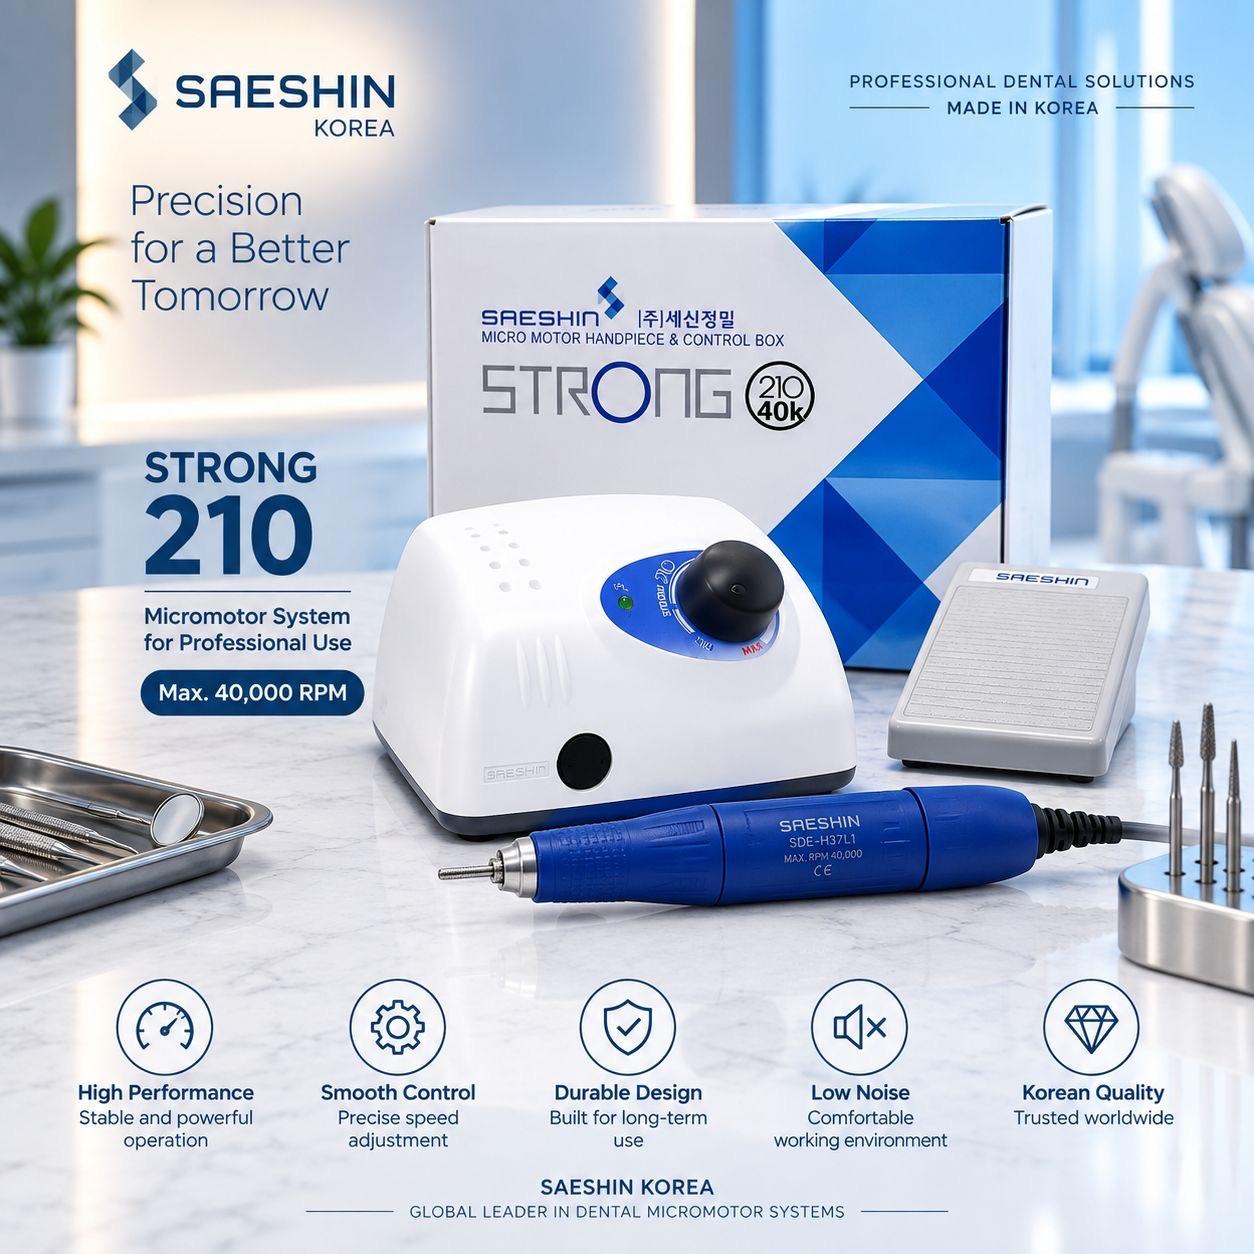 SAESHIN
KOREA
PROFESSIONAL DENTAL SOLUTIONS
MADE IN KOREA
Precision
for a Better
Tomorrow
SAESHIN (주)세신정밀
MICRO MOTOR HANDPIECE & CONTROL BOX
STRONG 210
40k
STRONG
210
Micromotor System
for Professional Use
Max. 40,000 RPM
SAESHIN
MAX
SAESHIN
SAESHIN
SDE-H37L1
MAX. RPM 40,000
CE
High Performance
Stable and powerful
operation
Smooth Control
Precise speed
adjustment
Durable Design
Built for long-term
use
Low Noise
Comfortable
working environment
Korean Quality
Trusted worldwide
SAESHIN KOREA
GLOBAL LEADER IN DENTAL MICROMOTOR SYSTEMS